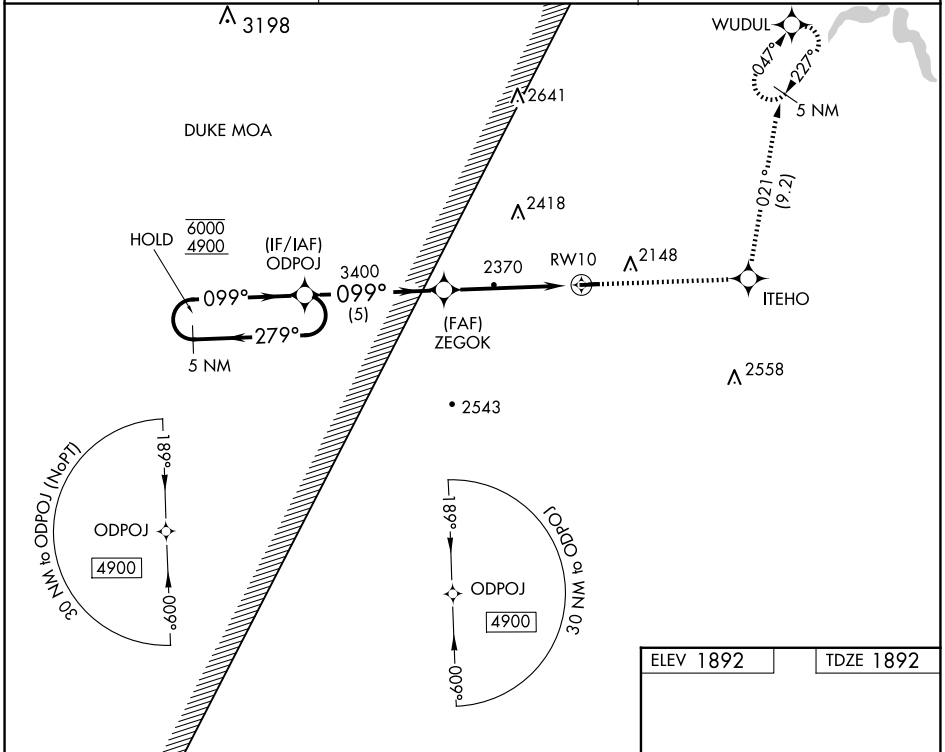 3198
WUDUL
047°
227°
5 NM
2641
DUKE MOA
021°
(9.2)
2418
HOLD
6000
4900
(IF/IAF)
ODPOJ
3400
2370
RW10
2148
099°
099°
(5)
ITEHO
(FAF)
ZEGOK
279°
5 NM
2558
2543
30 NM to ODPOJ (NoPT)
189°
ODPOJ
4900
009°
30 NM to ODPOJ
189°
ODPOJ
4900
009°
ELEV 1892
TDZE 1892